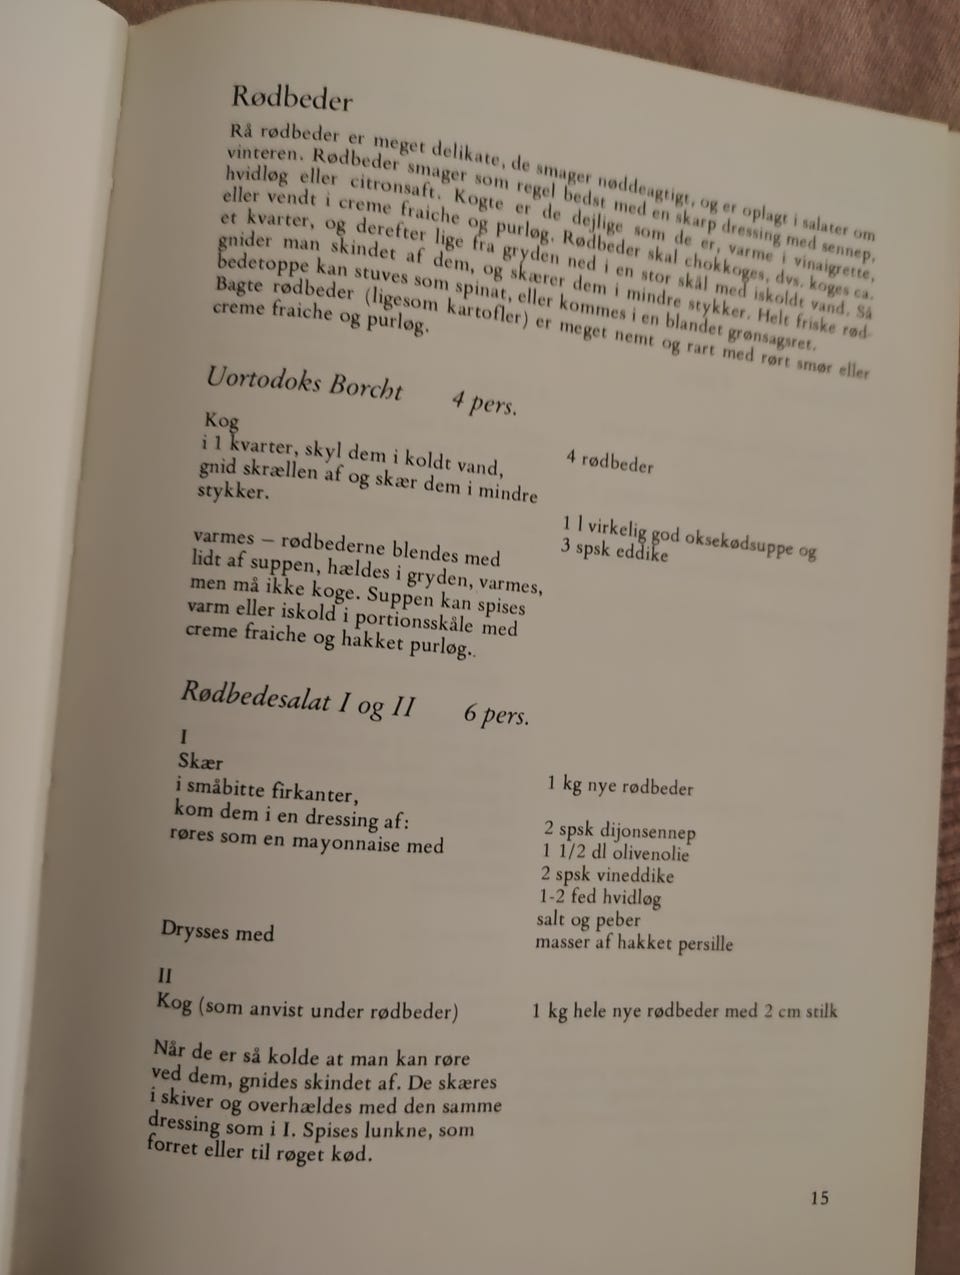 Rødbeder
Rå rødbeder er meget delikate, de smager nøddeagtigt, og er oplagt i salater om
vinteren. Rødbeder smager som regel bedst med en skarp dressing med sennep,
hvidløg eller citronsaft. Kogte er de dejlige som de er, varme i vinaigrette,
eller vendt i creme fraiche og purløg. Rødbeder skal chokkoges, dvs. koges ca.
et kvarter, og derefter lige fra gryden ned i en stor skål med iskoldt vand. Så
gnider man skindet af dem, og skærer dem i mindre stykker. Helt friske rød-
bedetoppe kan stuves som spinat, eller kommes i en blandet grønsagsret.
Bagte rødbeder (ligesom kartofler) er meget nemt og rart med rørt smør eller
creme fraiche og purløg.
Uortodoks Borcht 4 pers.
Kog
4 rødbeder
i 1 kvarter, skyl dem i koldt vand,
gnid skrællen af og skær dem i mindre
stykker.
1 l virkelig god oksekødsuppe og
3 spsk eddike
varmes – rødbederne blendes med
lidt af suppen, hældes i gryden, varmes,
men må ikke koge. Suppen kan spises
varm eller iskold i portionsskåle med
creme fraiche og hakket purløg..
Rødbedesalat I og II 6 pers.
I
Skær
1 kg nye rødbeder
i småbitte firkanter,
kom dem i en dressing af:
røres som en mayonnaise med
2 spsk dijonsennep
1 1/2 dl olivenolie
2 spsk vineddike
1-2 fed hvidløg
salt og peber
Drysses med
masser af hakket persille
II
Kog (som anvist under rødbeder)
1 kg hele nye rødbeder med 2 cm stilk
Når de er så kolde at man kan røre
ved dem, gnides skindet af. De skæres
i skiver og overhældes med den samme
dressing som i I. Spises lunkne, som
forret eller til røget kød.
15